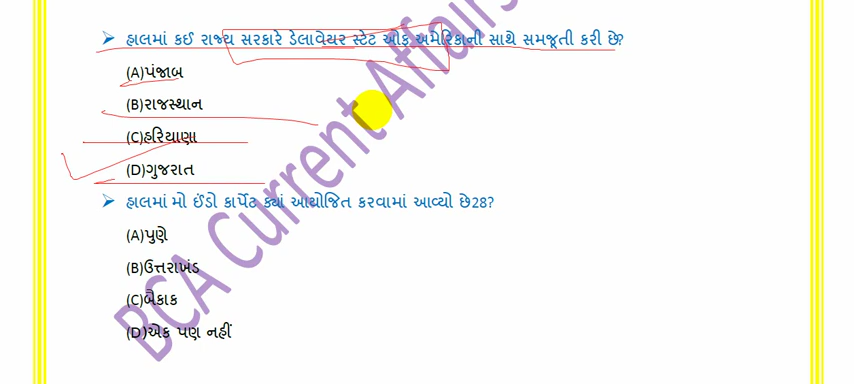 ➢ હાલમાં કઈ રાજ્ય સરકારે ડેલાવેયર સ્ટેટ ઓફ અમેરિકાની સાથે સમજૂતી કરી છે?
(A)પંજાબ
(B)રાજસ્થાન
(C)હરિયાણા
(D)ગુજરાત
➢ હાલમાં મો ઈંડો કાર્પેટ ક્યાં આયોજિત કરવામાં આવ્યો છે28?
(A)પુણે
(B)ઉત્તરાખંડ
(C)બૈકાક
(D)એક પણ નહીં
BCA Current Affairs